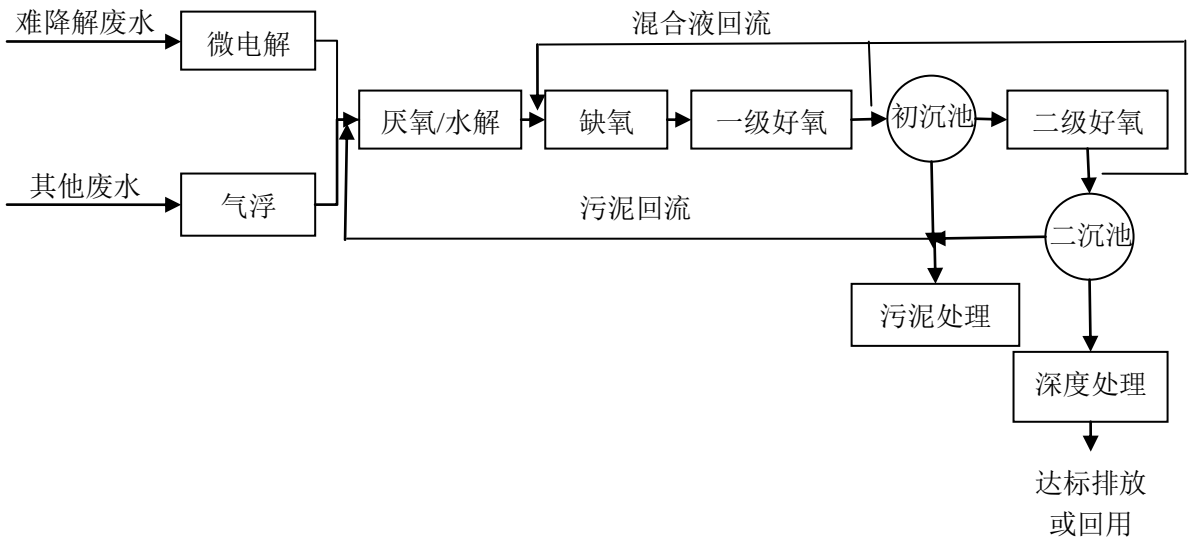 难降解废水
微电解
混合液回流
厌氧/水解
缺氧
一级好氧
初沉池
二级好氧
其他废水
气浮
污泥回流
二沉池
污泥处理
深度处理
达标排放
或回用